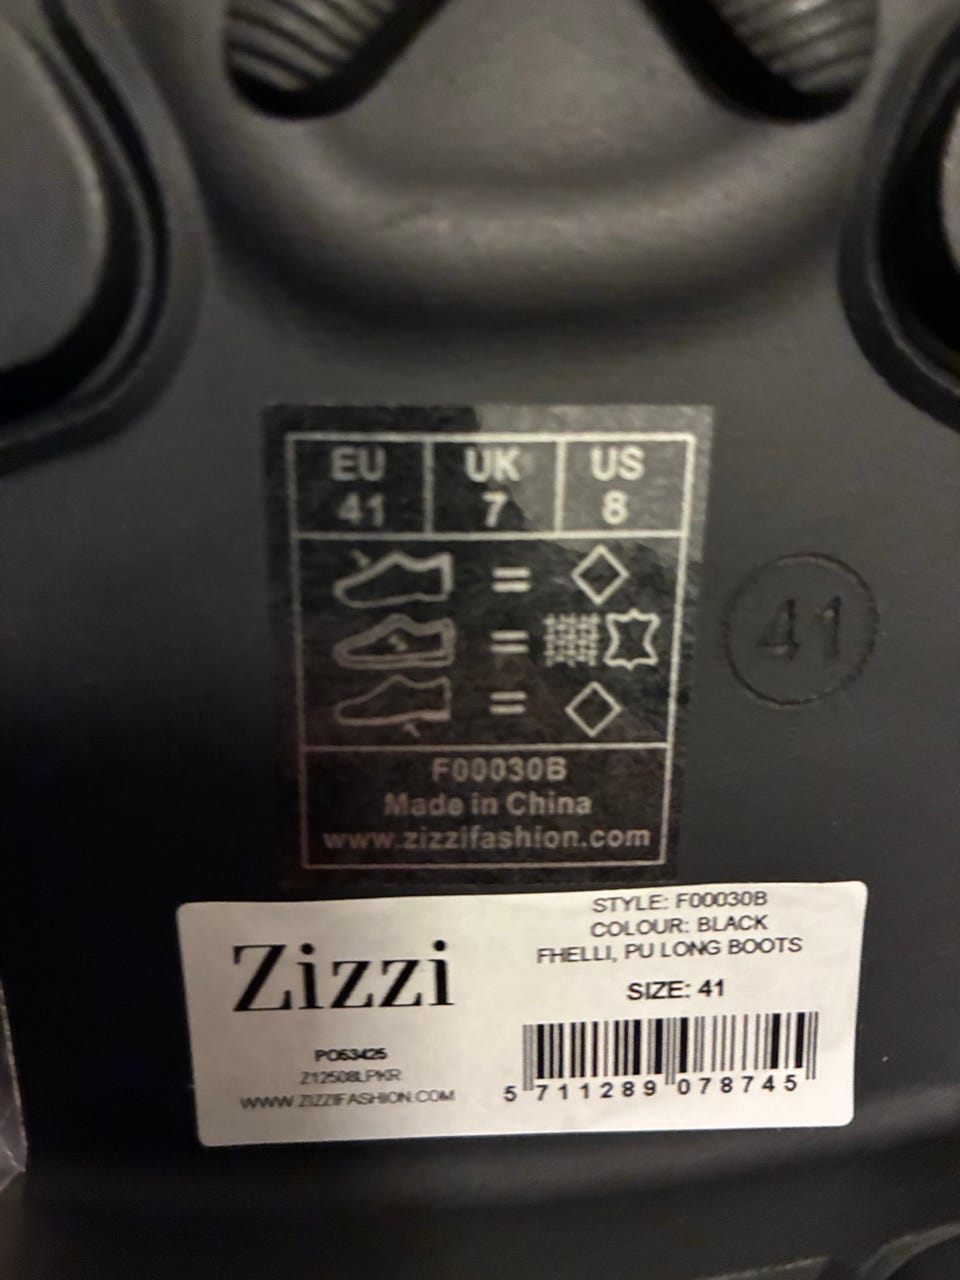 EU UK US
41 7 8
=
=
=
41
F00030B
Made in China
www.zizzifashion.com
Zizzi
STYLE: F00030B
COLOUR: BLACK
FHELLI, PU LONG BOOTS
SIZE: 41
PO53425
Z12508LPKR
WWW.ZIZZIFASHION.COM
5 711289 078745